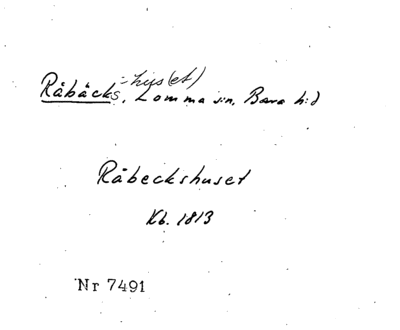 -hus(et)
Råbäcks, Lomma sn, Bara hd
Råbeckshuset
Kb. 1813
Nr 7491